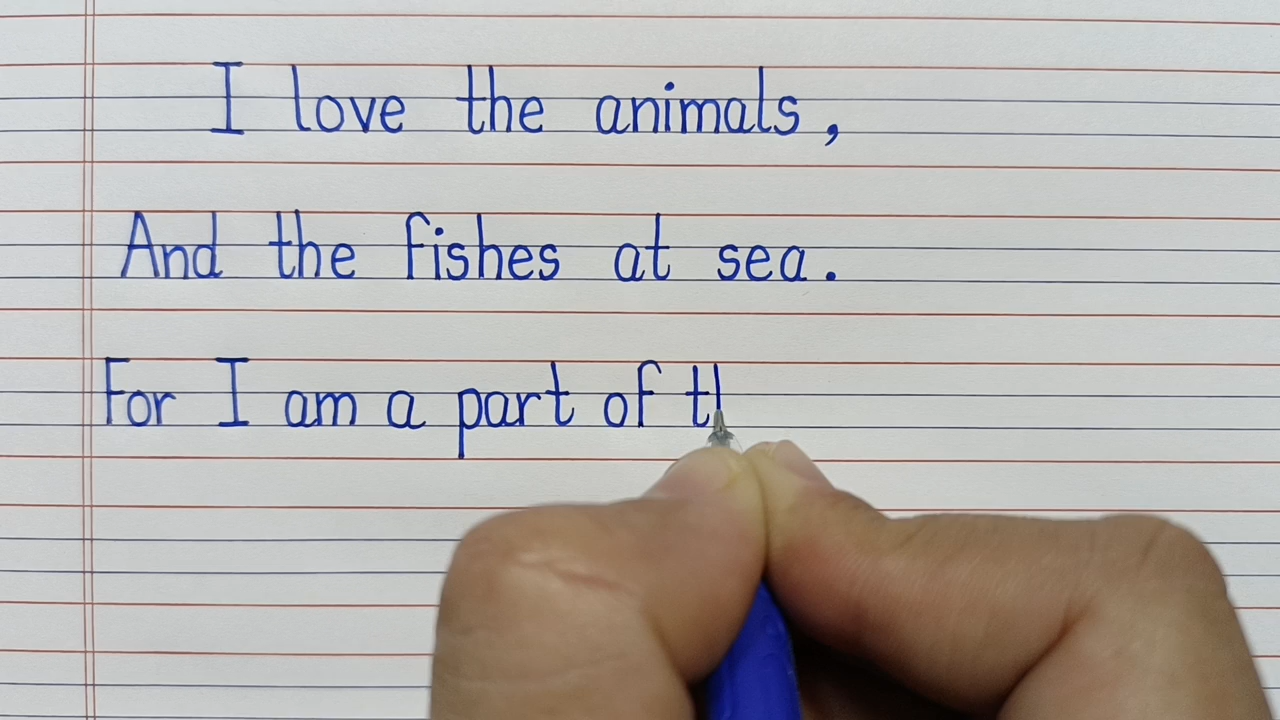 I love the animals,
And the fishes at sea.
For I am a part of